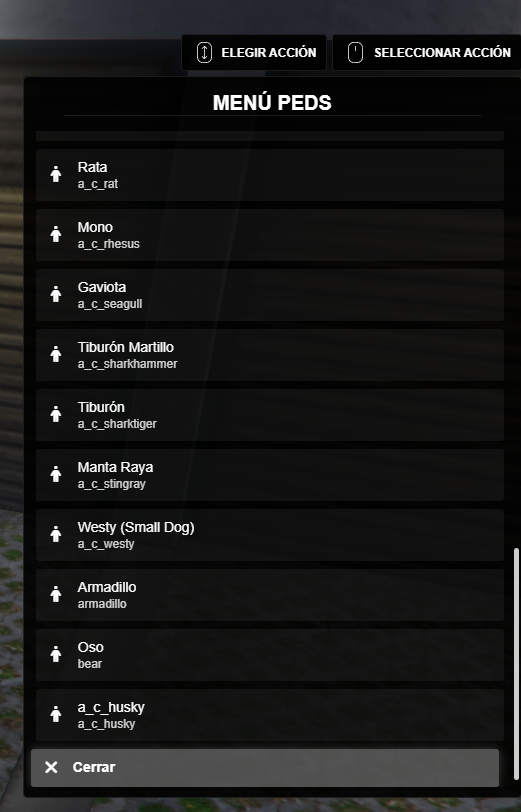 ELEGIR ACCIÓN SELECCIONAR ACCIÓN
MENÚ PEDS
Rata
a_c_rat
Mono
a_c_rhesus
Gaviota
a_c_seagull
Tiburón Martillo
a_c_sharkhammer
Tiburón
a_c_sharktiger
Manta Raya
a_c_stingray
Westy (Small Dog)
a_c_westy
Armadillo
armadillo
Oso
bear
a_c_husky
a_c_husky
Cerrar